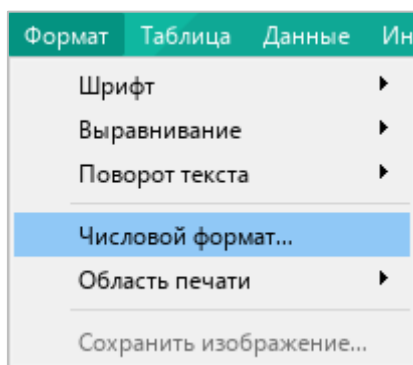 Формат Таблица Данные Ин
Шрифт
Выравнивание
Поворот текста
Числовой формат...
Область печати
Сохранить изображение...